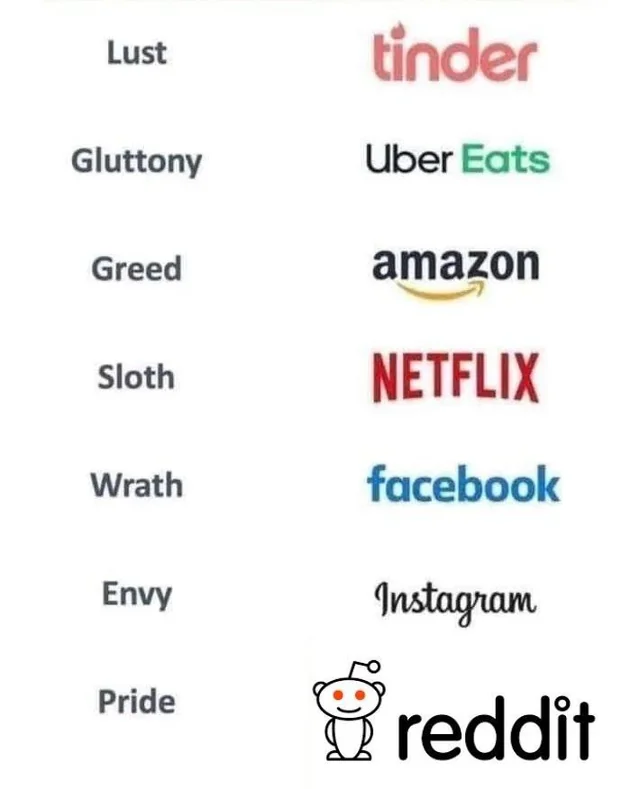 Lust tinder
Gluttony Uber Eats
Greed amazon
Sloth NETFLIX
Wrath facebook
Envy Instagram
Pride reddit